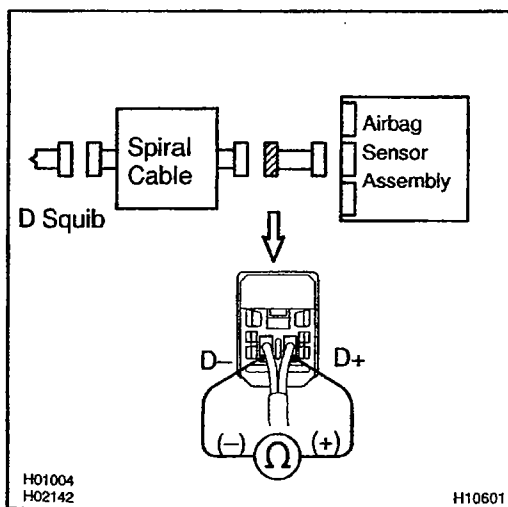 Spiral
Cable
Airbag
Sensor
Assembly
D Squib
D−
D+
(−)
Ω
(+)
H01004
H02142
H10601